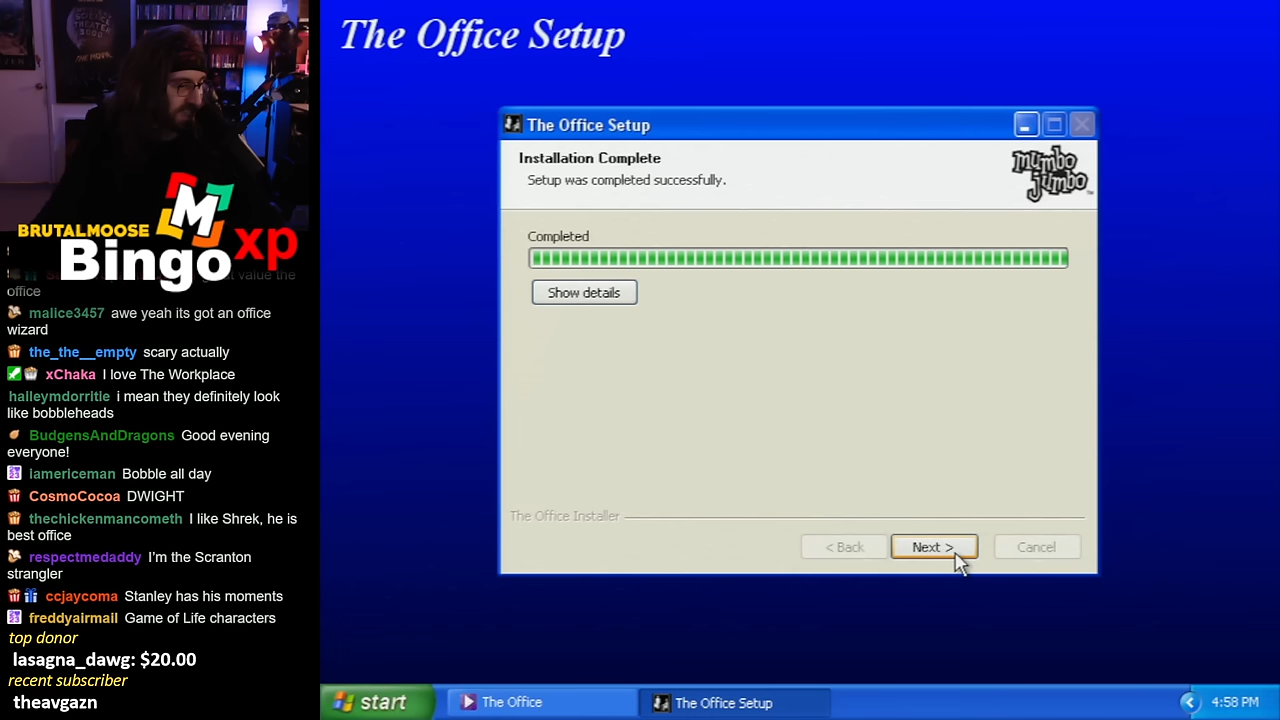 The Office Setup
The Office Setup
Installation Complete
Setup was completed successfully.
mumbo
jumbo
Completed
Show details
The Office Installer
< Back
Next >
Cancel
start
The Office
The Office Setup
4:58 PM
BRUTALMOOSE
M
Bingo
xp
value the
office
malice3457 awe yeah its got an office
wizard
the_the__empty scary actually
xChaka I love The Workplace
halleymdorritie i mean they definitely look
like bobbleheads
BudgensAndDragons Good evening
everyone!
iamericeman Bobble all day
CosmoCocoa DWIGHT
thechickenmancometh I like Shrek, he is
best office
respectmedaddy I'm the Scranton
strangler
ccjaycoma Stanley has his moments
freddyairmail Game of Life characters
top donor
lasagna_dawg: $20.00
recent subscriber
theavgazn